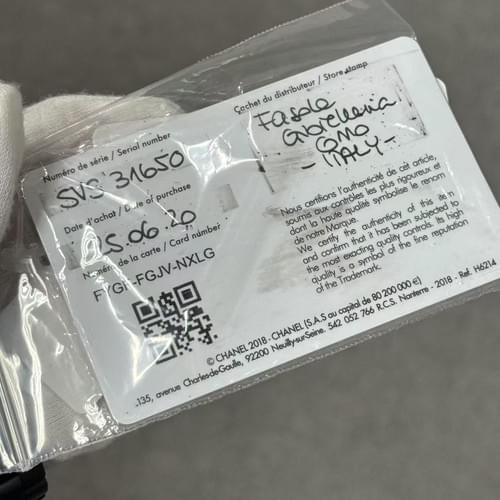 Numéro de série / Serial number
SVS 31650
Date d'achat / Date of purchase
25.06.20
Numéro de la carte / Card number
FYGL-FGJV-NXLG
Cachet du distributeur / Store stamp
Fasola
Gioielleria
COMO
- ITALY -
Nous certifions l'authenticité de cet article,
soumis aux contrôles les plus rigoureux et
dont la haute qualité symbolise le renom
de notre Marque.
We certify the authenticity of this item
and confirm that it has been subjected to
the most exacting quality controls. Its high
quality is a symbol of the fine reputation
of the Trademark.
© CHANEL 2018 - CHANEL (S.A.S au capital de 80 200 000 €)
135, avenue Charles-de-Gaulle, 92200 Neuilly-sur-Seine. 542 052 766 R.C.S. Nanterre - 2018 - Ref. H6214